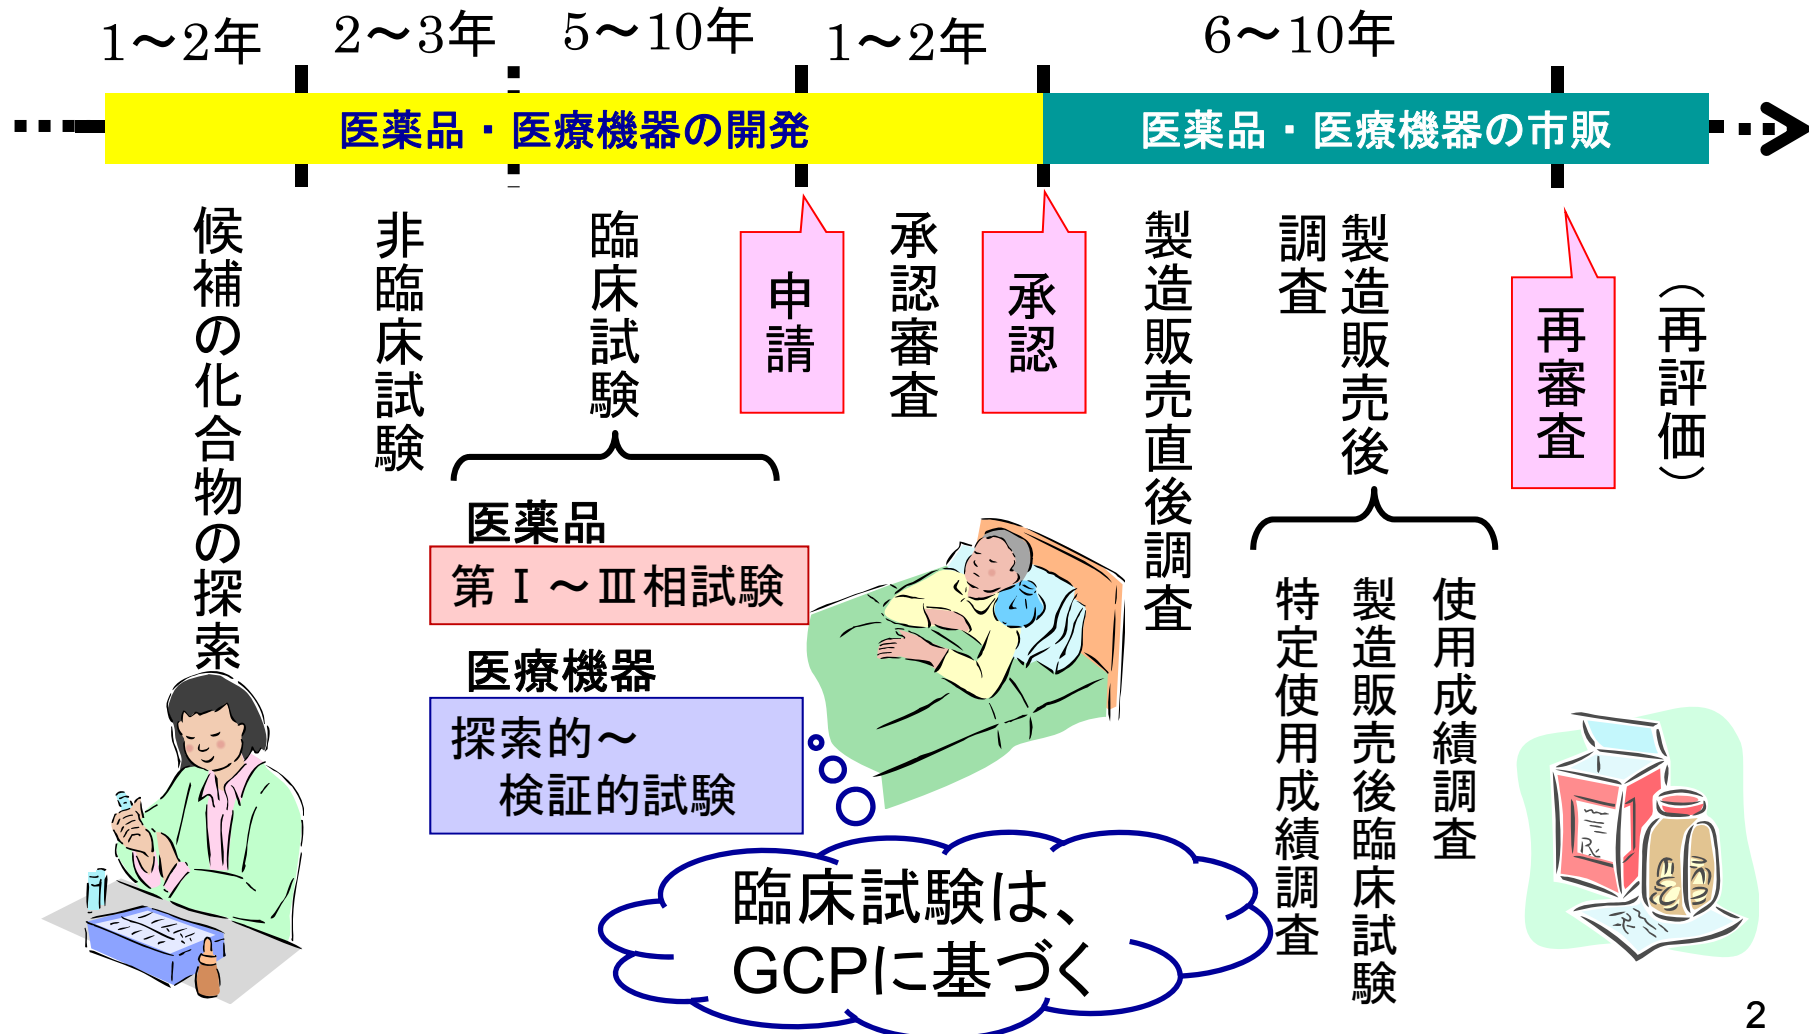 1～2年
2～3年
5～10年
1～2年
6～10年
医薬品・医療機器の開発
医薬品・医療機器の市販
候補の化合物の探索
非臨床試験
臨床試験
申請
承認審査
承認
製造販売直後調査
製造販売後
調査
再審査
（再評価）
医薬品
第Ⅰ～Ⅲ相試験
医療機器
探索的～
検証的試験
特定使用成績調査
製造販売後臨床試験
使用成績調査
臨床試験は、
GCPに基づく
2